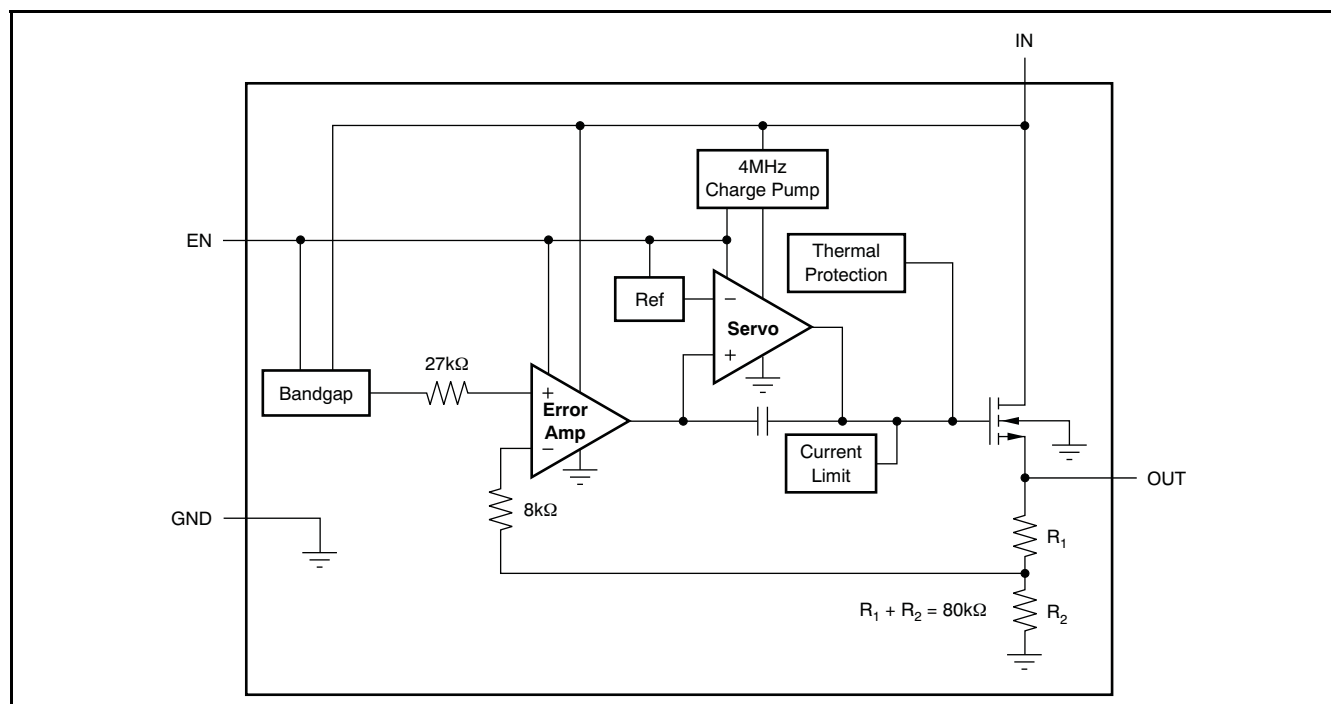 IN
4MHz
Charge Pump
EN
Thermal
Protection
Ref
−
Servo
+
27kΩ
Bandgap
+
Error
Amp
−
Current
Limit
OUT
8kΩ
GND
R₁
R₁ + R₂ = 80kΩ
R₂